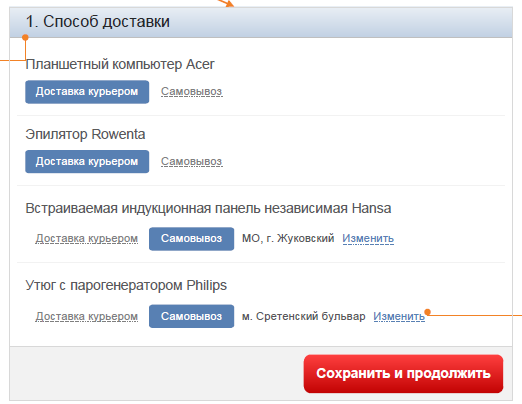 1. Способ доставки
Планшетный компьютер Acer
Доставка курьером Самовывоз
Эпилятор Rowenta
Доставка курьером Самовывоз
Встраиваемая индукционная панель независимая Hansa
Доставка курьером Самовывоз МО, г. Жуковский Изменить
Утюг с парогенератором Philips
Доставка курьером Самовывоз м. Сретенский бульвар Изменить
Сохранить и продолжить